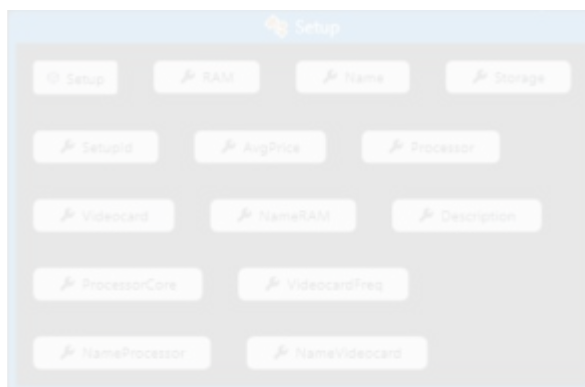 Setup
Setup RAM Name Storage
SetupId AvgPrice Processor
Videocard NameRAM Description
ProcessorCore VideocardFreq
NameProcessor NameVideocard